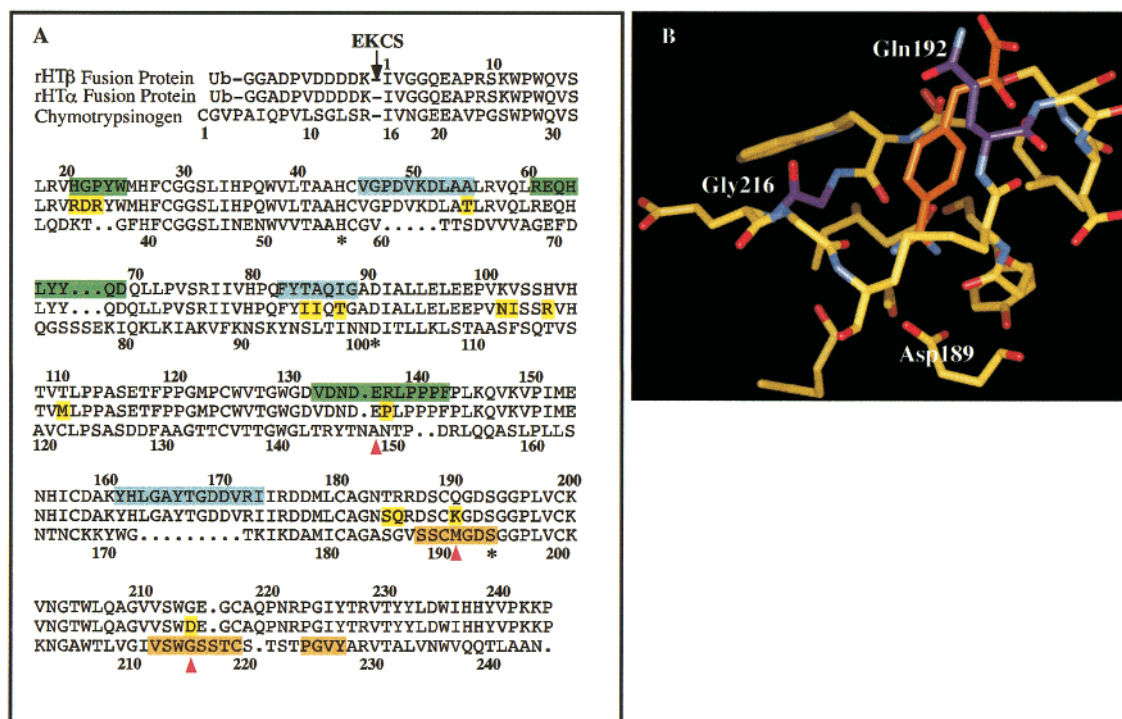 A
EKCS
1 10
rHTβ Fusion Protein Ub-GGADPVDDDDK-IVGGQEAPRSKWPWQVS
rHTα Fusion Protein Ub-GGADPVDDDDK-IVGGQEAPRSKWPWQVS
Chymotrypsinogen CGVPAIQPVLSGLSR-IVNGEEAVPGSWPWQVS
1 10 16 20 30
20 30 40 50 60
LRVHGPYWMHFCGGSLIHPQWVLTAAHCVGPDVKDLAALRVQLREQH
LRVRDRYWMHFCGGSLIHPQWVLTAAHCVGPDVKDLATLRVQLREQH
LQDKT..GFHFCGGSLINENWVVTAAHCGV.....TTSDVVVAGEFD
40 50 * 60 70
70 80 90 100
LYY...QDQLLPVSRIIVHPQFYTAQIGADIALLELEEPVKVSSHVH
LYY...QDQLLPVSRIIVHPQFYIIQTGADIALLELEEPVNISSRVH
QGSSSEKIQKLKIAKVFKNSKYNSLTINNDITLLKLSTAASFSQTVS
80 90 100 * 110
110 120 130 140 150
TVTLPPASETFPPGMPCWVTGWGDVDNDERLPPPFPLKQVKVPIME
TVMLPPASETFPPGMPCWVTGWGDVDND.EPLPPPFPLKQVKVPIME
AVCLPSASDDFAAGTTCVTTGWGLTRYTNANTP..DRLQQASLPLLS
120 130 140 150 160
160 170 180 190 200
NHICDAKYHLGAYTGDDVRIIRDDMLCAGNTRRDSCQGDSGGPLVCK
NHICDAKYHLGAYTGDDVRIIRDDMLCAGNSQRDSCKGDSGGPLVCK
NTNCKKYWG.........TKIKDAMICAGASGVSSCMGDSGGPLVCK
170 180 190 * 200
210 220 230 240
VNGTWLQAGVVSWGE.GCAQPNRPGIYTRVTYYLDWIHHYVPKKP
VNGTWLQAGVVSWDE.GCAQPNRPGIYTRVTYYLDWIHHYVPKKP
KNGAWTLVGIVSWGSSTCS.TSTPGVYARVTALVNWVQQTLAAN.
210 220 230 240
B
Gln192
Gly216
Asp189